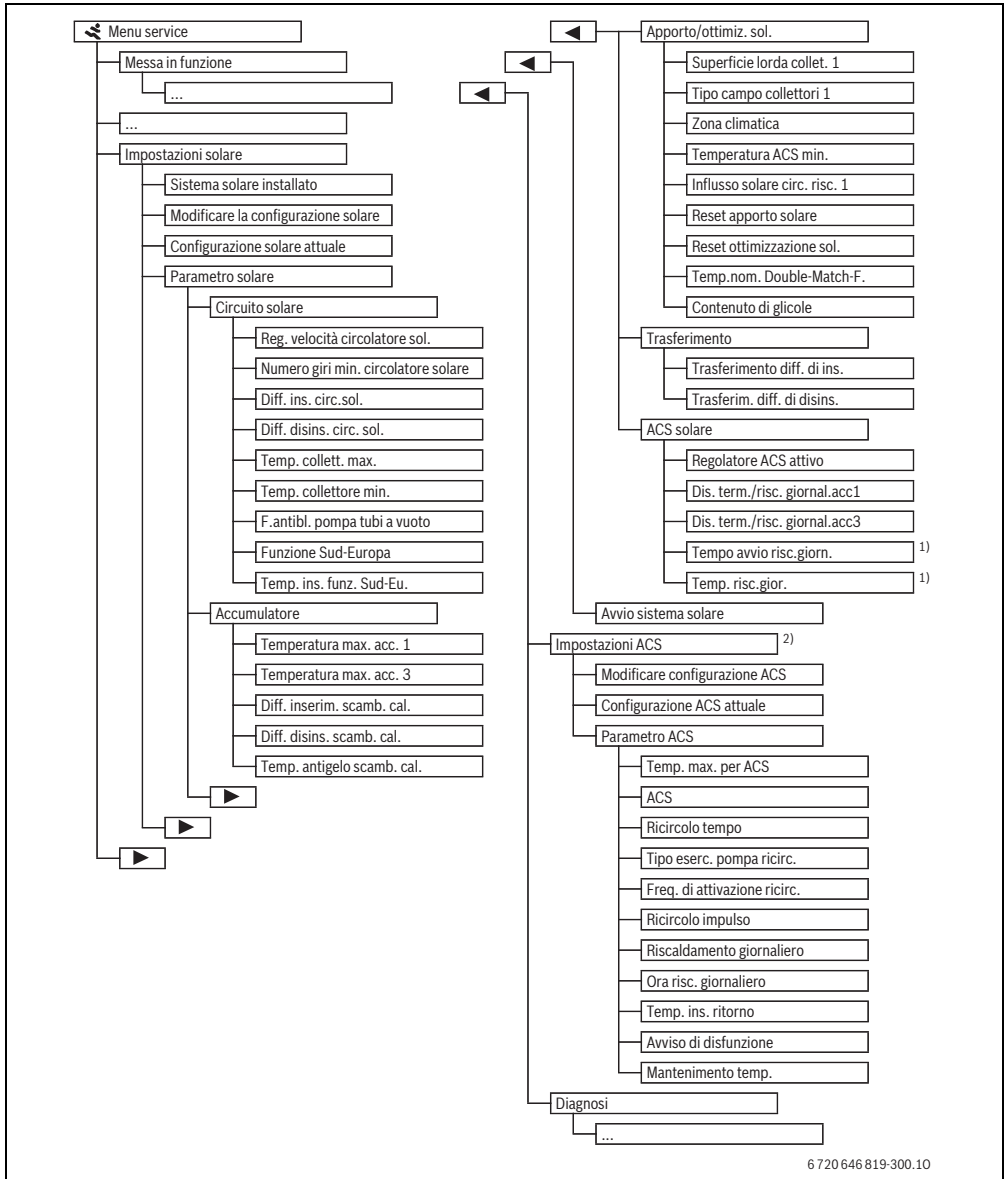 Menu service
Messa in funzione
...
...
Impostazioni solare
Sistema solare installato
Modificare la configurazione solare
Configurazione solare attuale
Parametro solare
Circuito solare
Reg. velocità circolatore sol.
Numero giri min. circolatore solare
Diff. ins. circ.sol.
Diff. disins. circ. sol.
Temp. collett. max.
Temp. collettore min.
F.antibl. pompa tubi a vuoto
Funzione Sud-Europa
Temp. ins. funz. Sud-Eu.
Accumulatore
Temperatura max. acc. 1
Temperatura max. acc. 3
Diff. inserim. scamb. cal.
Diff. disins. scamb. cal.
Temp. antigelo scamb. cal.
Apporto/ottimiz. sol.
Superficie lorda collet. 1
Tipo campo collettori 1
Zona climatica
Temperatura ACS min.
Influsso solare circ. risc. 1
Reset apporto solare
Reset ottimizzazione sol.
Temp.nom. Double-Match-F.
Contenuto di glicole
Trasferimento
Trasferimento diff. di ins.
Trasferim. diff. di disins.
ACS solare
Regolatore ACS attivo
Dis. term./risc. giornal.acc1
Dis. term./risc. giornal.acc3
Tempo avvio risc.giorn. 1)
Temp. risc.gior. 1)
Avvio sistema solare
Impostazioni ACS 2)
Modificare configurazione ACS
Configurazione ACS attuale
Parametro ACS
Temp. max. per ACS
ACS
Ricircolo tempo
Tipo eserc. pompa ricirc.
Freq. di attivazione ricirc.
Ricircolo impulso
Riscaldamento giornaliero
Ora risc. giornaliero
Temp. ins. ritorno
Avviso di disfunzione
Mantenimento temp.
Diagnosi
...
6 720 646 819-300.1O